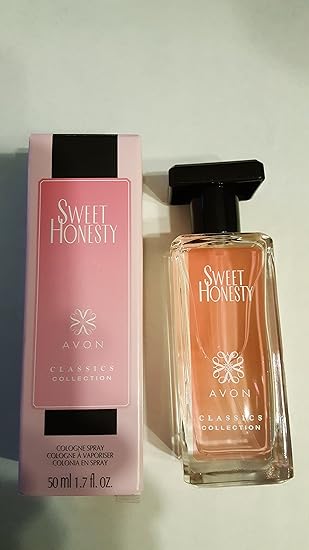 SWEET
HONESTY
AVON
CLASSICS
COLLECTION
COLOGNE SPRAY
COLOGNE À VAPORISER
COLONIA EN SPRAY
50 ml 1.7 fl. oz.
SWEET
HONESTY
AVON
CLASSICS
COLLECTION